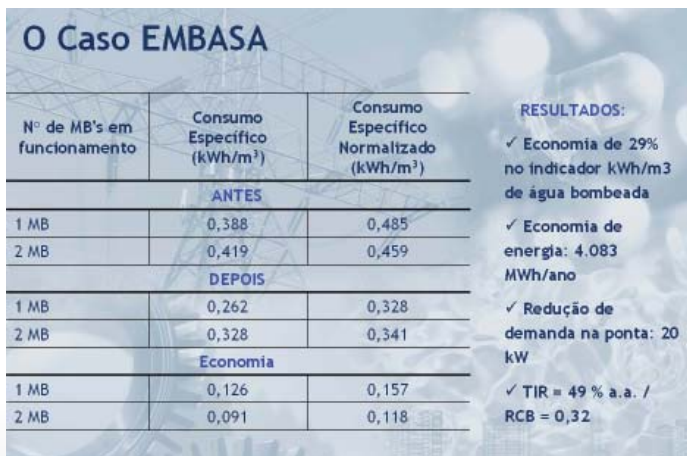 O Caso EMBASA
Nº de MB's em
funcionamento
Consumo
Específico
(kWh/m³)
Consumo
Específico
Normalizado
(kWh/m³)
ANTES
1 MB 0,388 0,485
2 MB 0,419 0,459
DEPOIS
1 MB 0,262 0,328
2 MB 0,328 0,341
Economia
1 MB 0,126 0,157
2 MB 0,091 0,118
RESULTADOS:
✓ Economia de 29%
no indicador kWh/m3
de água bombeada
✓ Economia de
energia: 4.083
MWh/ano
✓ Redução de
demanda na ponta: 20
kW
✓ TIR = 49 % a.a. /
RCB = 0,32